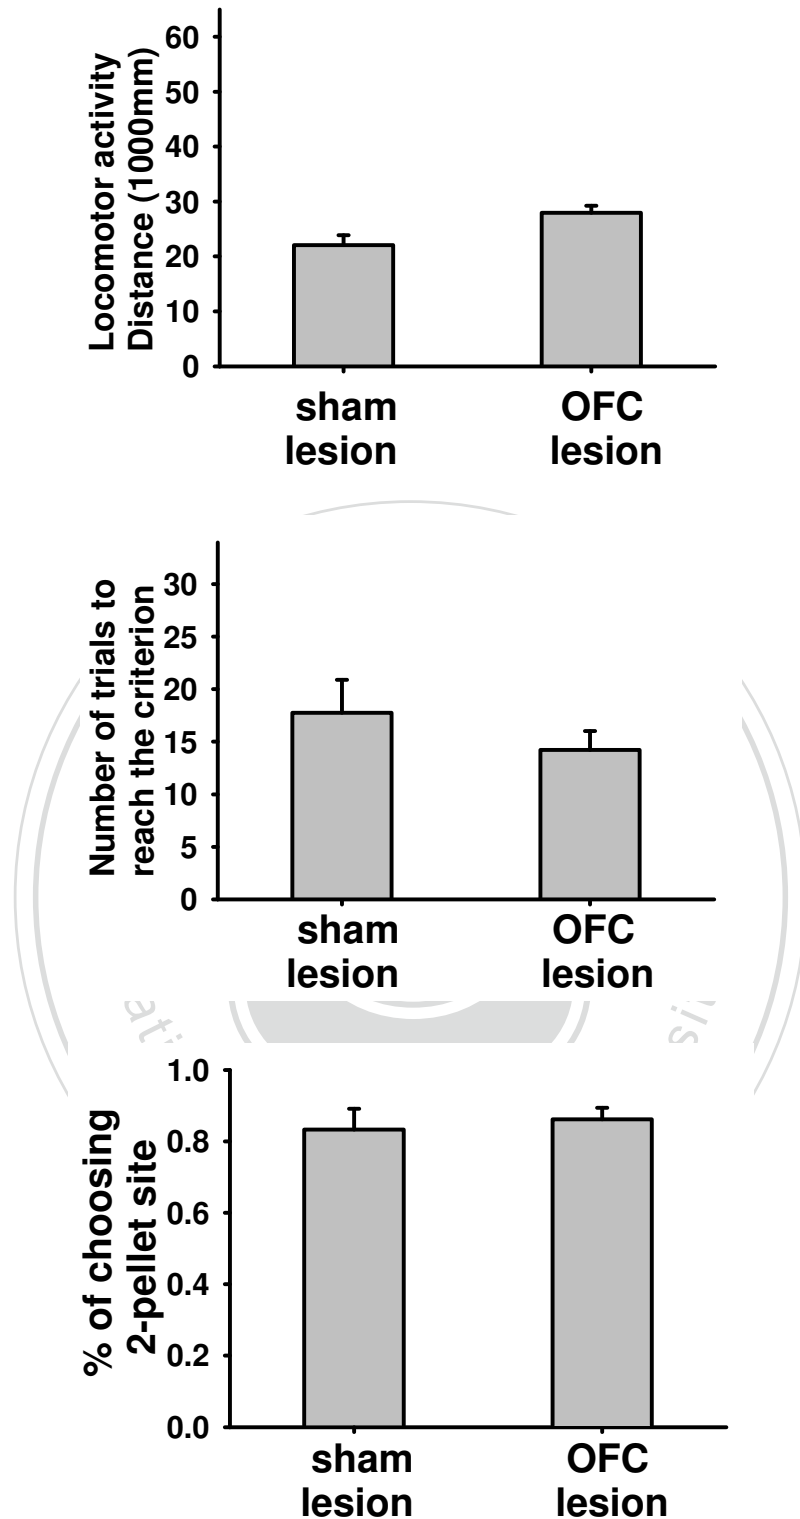 Locomotor activity
Distance (1000mm)
60
50
40
30
20
10
0
sham
lesion
OFC
lesion
Number of trials to
reach the criterion
30
25
20
15
10
5
0
sham
lesion
OFC
lesion
% of choosing
2-pellet site
1.0
0.8
0.6
0.4
0.2
0.0
sham
lesion
OFC
lesion